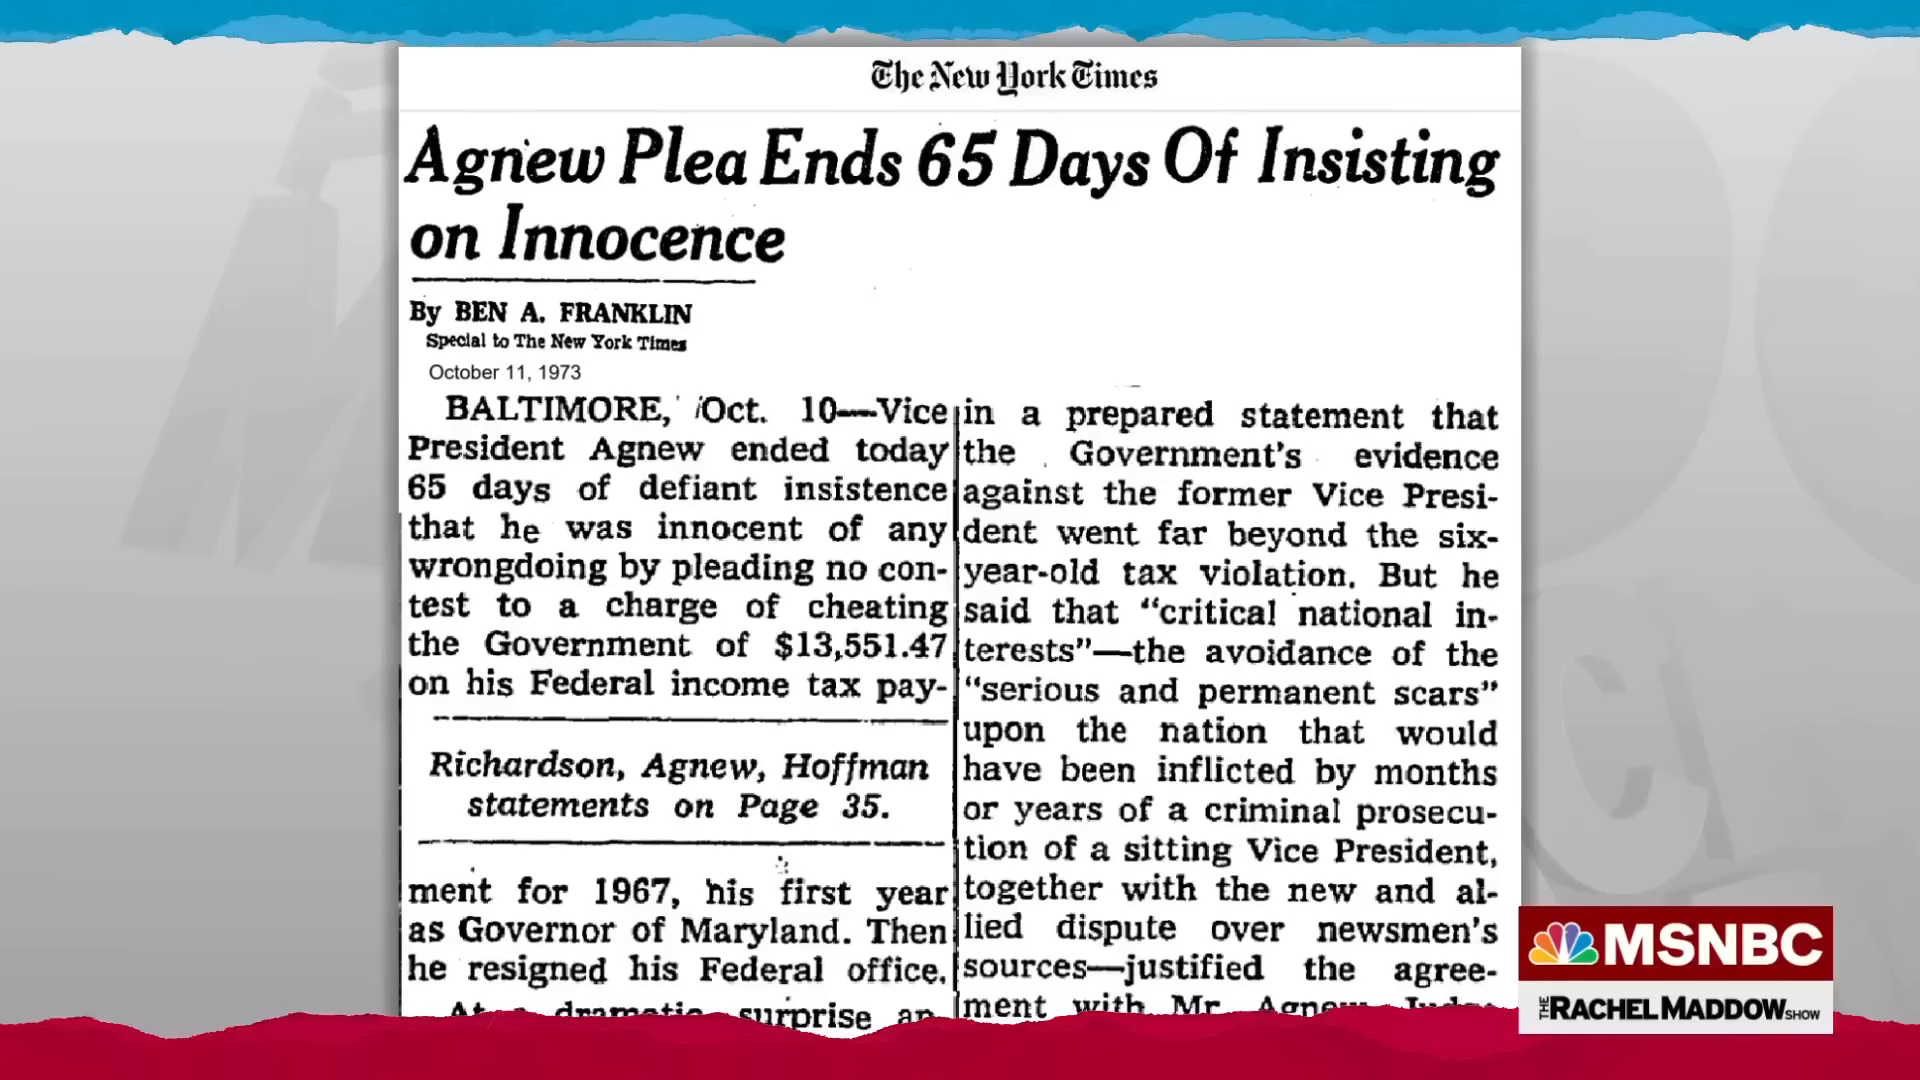 The New York Times
Agnew Plea Ends 65 Days Of Insisting
on Innocence
By BEN A. FRANKLIN
Special to The New York Times
October 11, 1973
BALTIMORE, Oct. 10—Vice
President Agnew ended today
65 days of defiant insistence
that he was innocent of any
wrongdoing by pleading no con-
test to a charge of cheating
the Government of $13,551.47
on his Federal income tax pay-
Richardson, Agnew, Hoffman
statements on Page 35.
ment for 1967, his first year
as Governor of Maryland. Then
he resigned his Federal office.
At a dramatic surprise ap
in a prepared statement that
the Government's evidence
against the former Vice Presi-
dent went far beyond the six-
year-old tax violation. But he
said that "critical national in-
terests"—the avoidance of the
"serious and permanent scars"
upon the nation that would
have been inflicted by months
or years of a criminal prosecu-
tion of a sitting Vice President,
together with the new and al-
lied dispute over newsmen's
sources—justified the agree-
ment with Mr. Agnew. Judge
MSNBC
THE RACHEL MADDOW SHOW